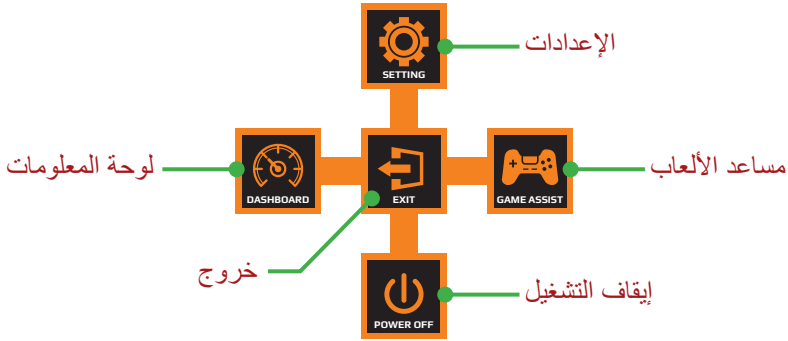 الإعدادات
SETTING
مساعد الألعاب
لوحة المعلومات
DASHBOARD
EXIT
GAME ASSIST
خروج
إيقاف التشغيل
POWER OFF